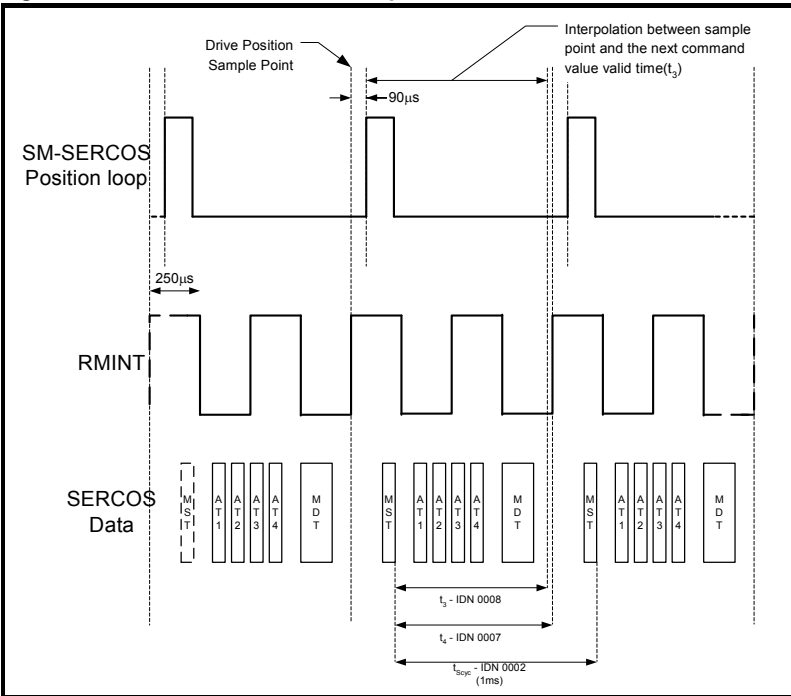 Drive Position
Sample Point
Interpolation between sample
point and the next command
value valid time(t3)
90µs
SM-SERCOS
Position loop
250µs
RMINT
SERCOS
Data
MST
AT1
AT2
AT3
AT4
MDT
MST
AT1
AT2
AT3
AT4
MDT
MST
AT1
AT2
AT3
AT4
MDT
t3 - IDN 0008
t4 - IDN 0007
tScyc - IDN 0002
(1ms)